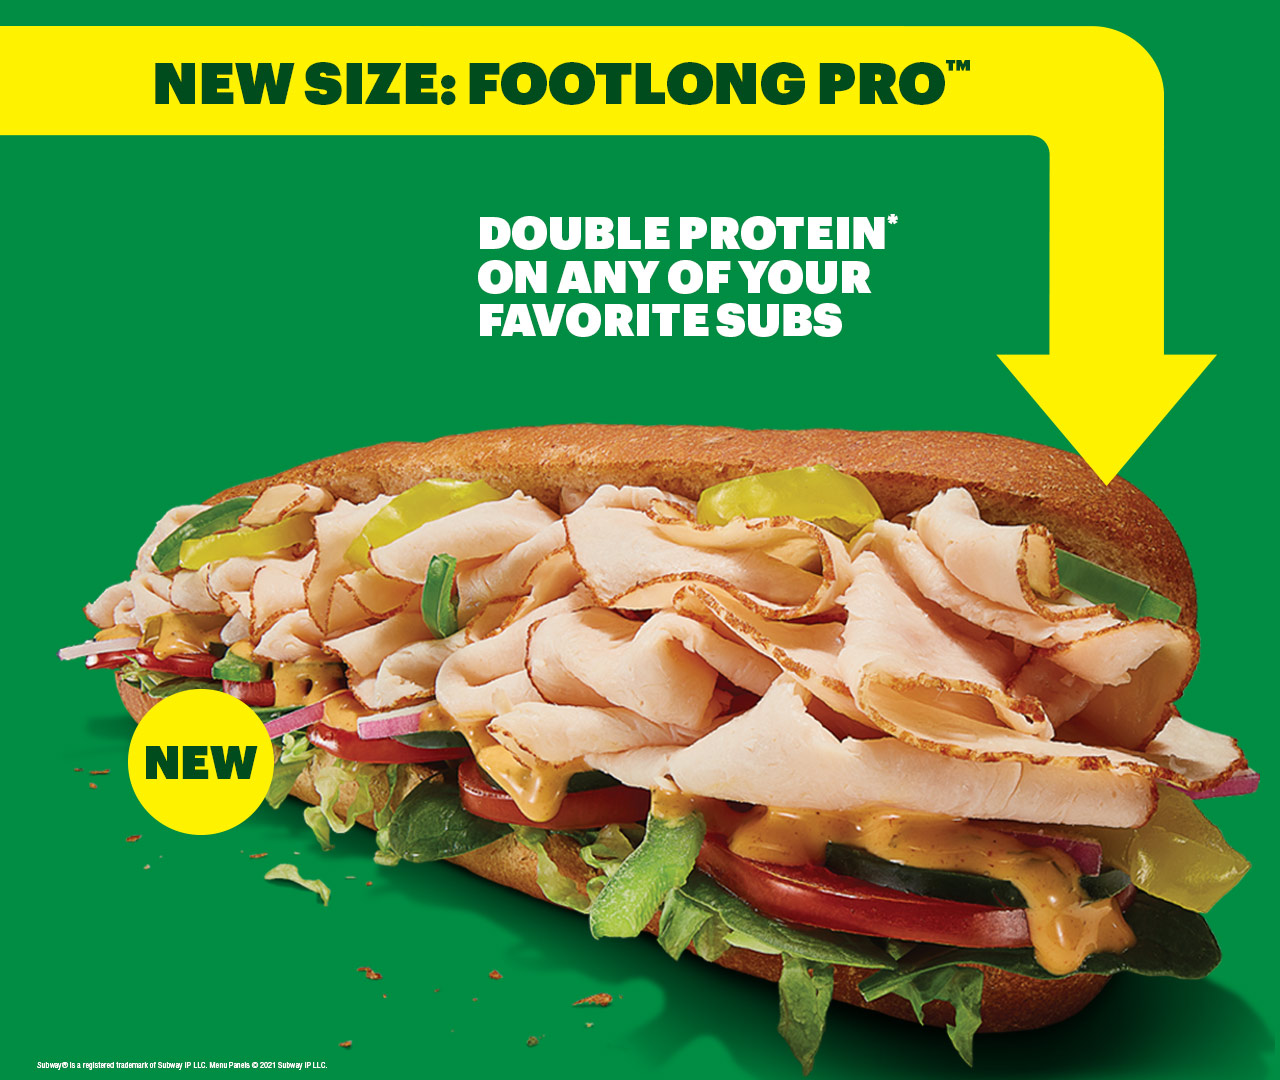 NEW SIZE: FOOTLONG PRO™
DOUBLE PROTEIN*
ON ANY OF YOUR
FAVORITE SUBS
NEW
Subway® is a registered trademark of Subway IP LLC. Menu Panels © 2021 Subway IP LLC.